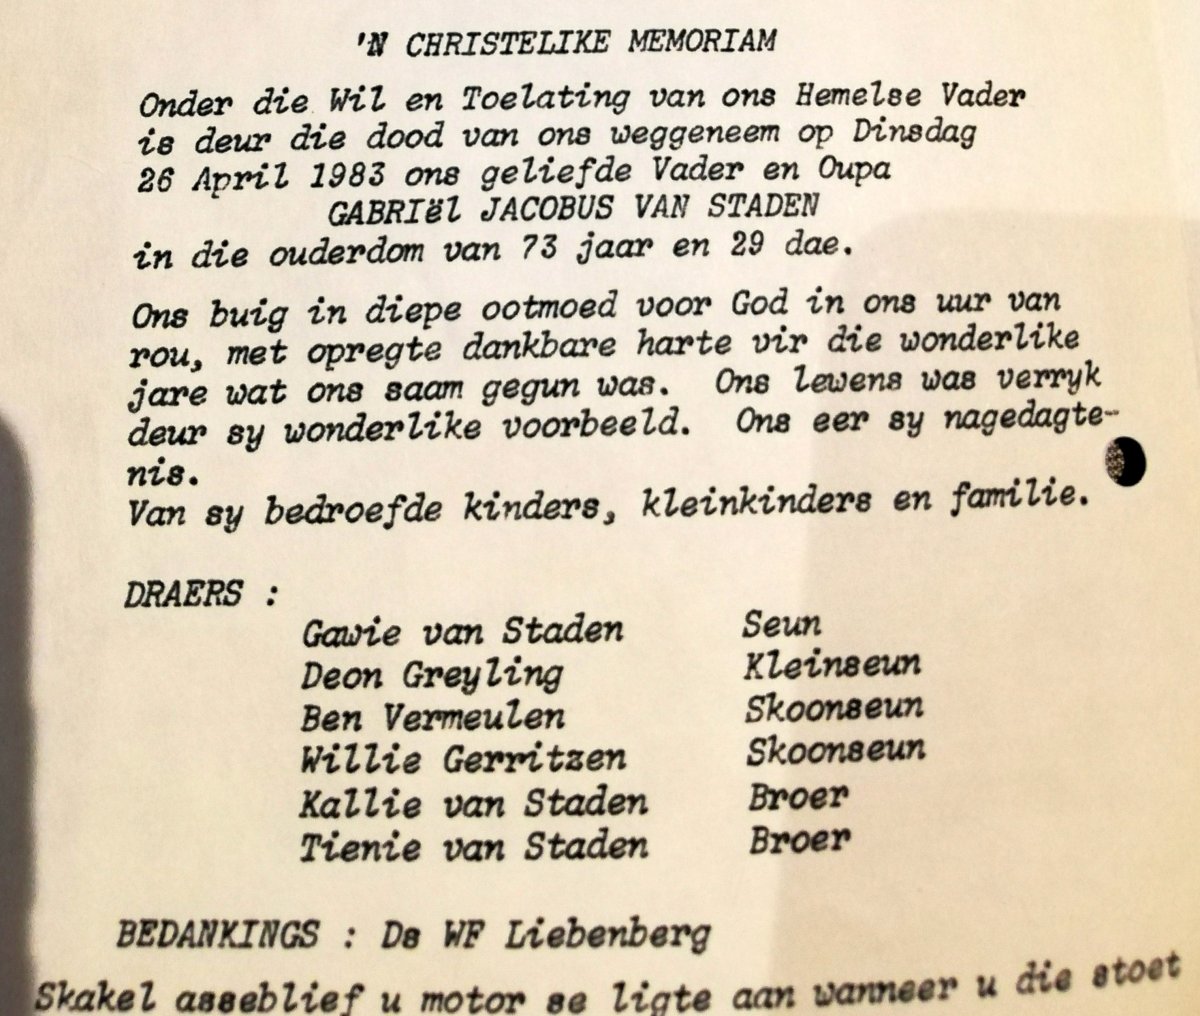 'N CHRISTELIKE MEMORIAM
Onder die Wil en Toelating van ons Hemelse Vader
is deur die dood van ons weggeneem op Dinsdag
26 April 1983 ons geliefde Vader en Oupa
GABRIël JACOBUS VAN STADEN
in die ouderdom van 73 jaar en 29 dae.
Ons buig in diepe ootmoed voor God in ons uur van
rou, met opregte dankbare harte vir die wonderlike
jare wat ons saam gegun was.  Ons lewens was verryk
deur sy wonderlike voorbeeld.  Ons eer sy nagedagte-
nis.
Van sy bedroefde kinders, kleinkinders en familie.
DRAERS :
Gawie van Staden Seun
Deon Greyling Kleinseun
Ben Vermeulen Skoonseun
Willie Gerritzen Skoonseun
Kallie van Staden Broer
Tienie van Staden Broer
BEDANKINGS : Ds WF Liebenberg
Skakel asseblief u motor se ligte aan wanneer u die stoet